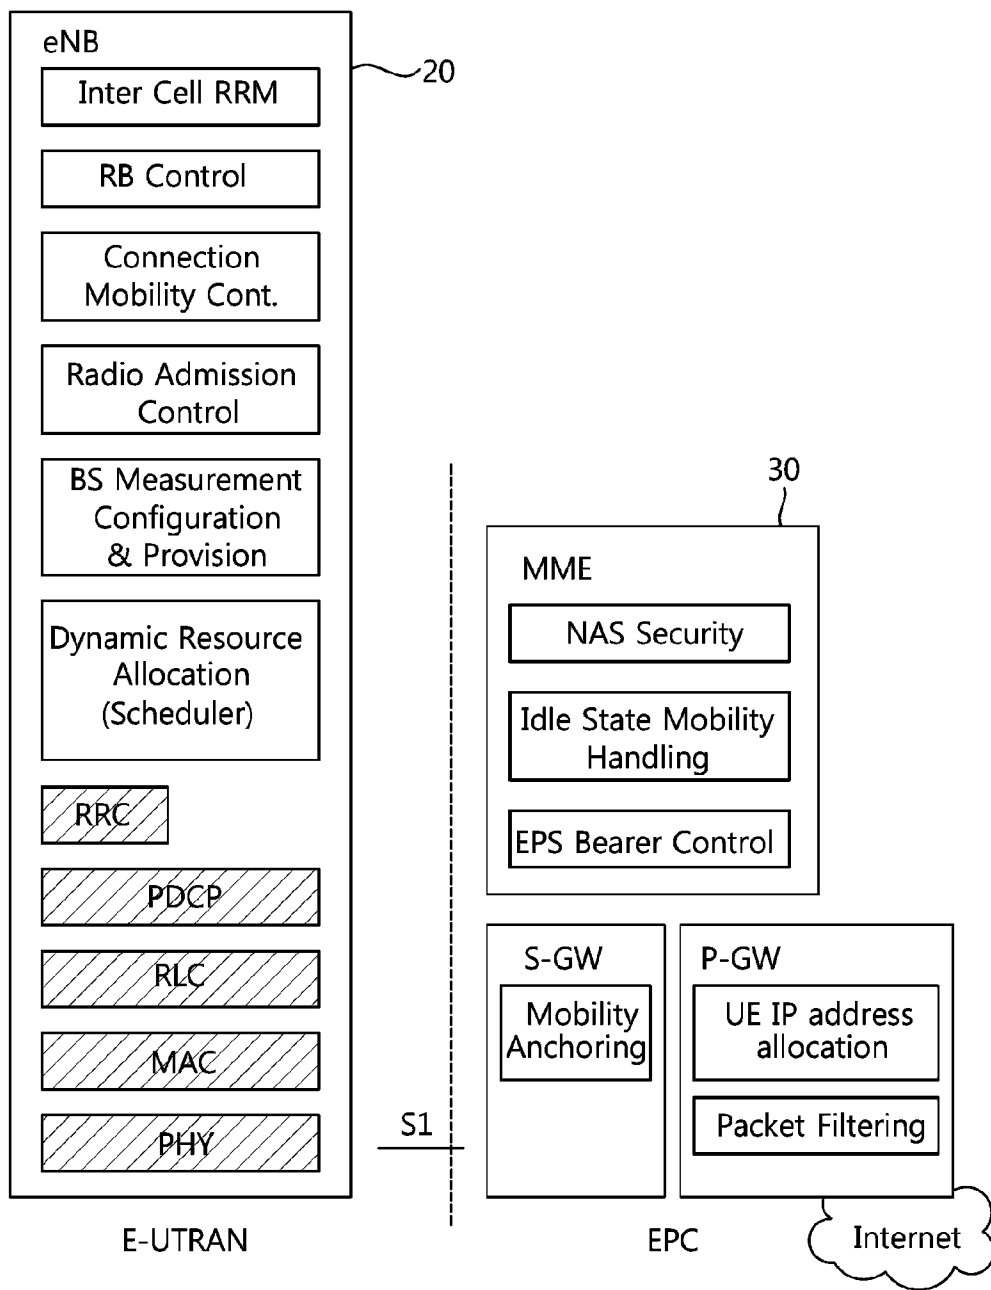 eNB
20
Inter Cell RRM
RB Control
Connection
Mobility Cont.
Radio Admission
Control
BS Measurement
Configuration
& Provision
Dynamic Resource
Allocation
(Scheduler)
RRC
PDCP
RLC
MAC
PHY
S1
E-UTRAN
30
MME
NAS Security
Idle State Mobility
Handling
EPS Bearer Control
S-GW
Mobility
Anchoring
P-GW
UE IP address
allocation
Packet Filtering
EPC
Internet